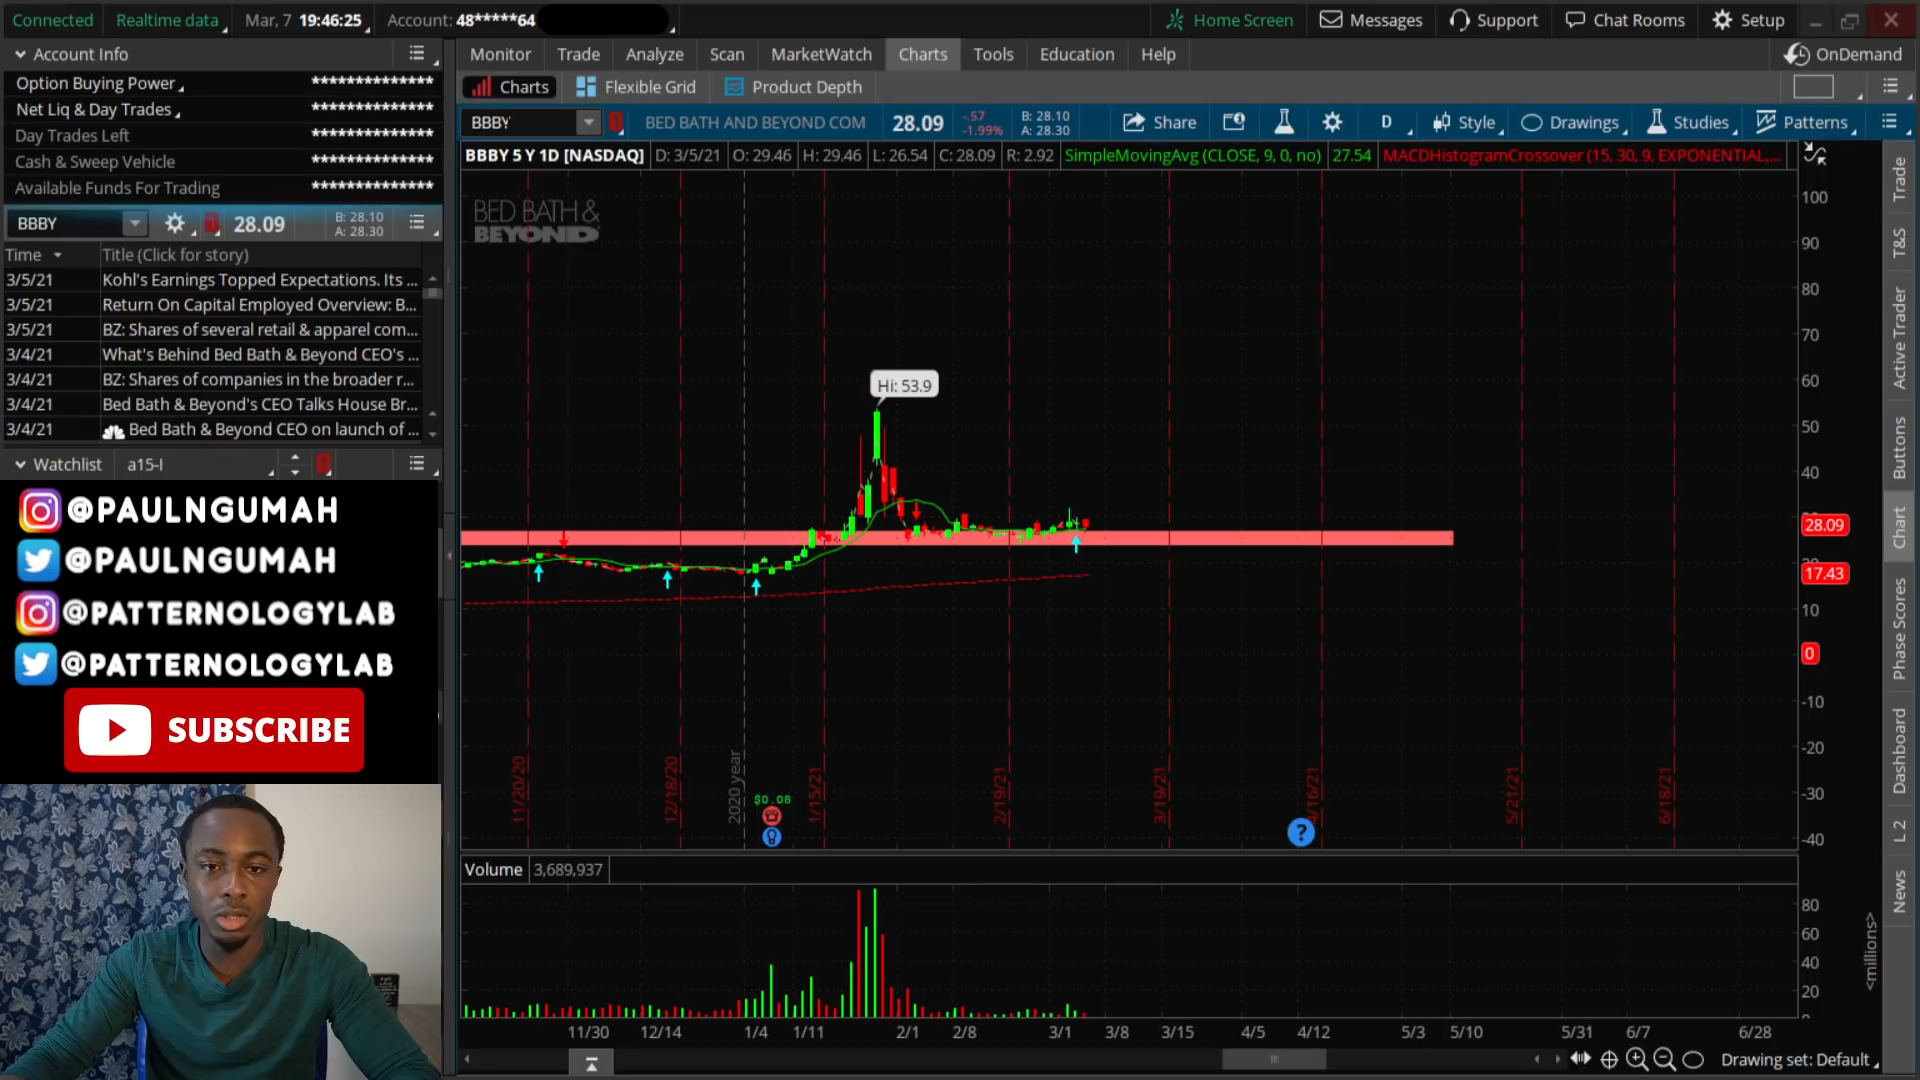 Connected Realtime data Mar, 7 19:46:25 Account: 48*****64 Home Screen Messages Support Chat Rooms Setup
Account Info
Option Buying Power **************
Net Liq & Day Trades **************
Day Trades Left **************
Cash & Sweep Vehicle **************
Available Funds For Trading **************
BBBY 28.09 B: 28.10 A: 28.30
Time Title (Click for story)
3/5/21 Kohl's Earnings Topped Expectations. Its ...
3/5/21 Return On Capital Employed Overview: B...
3/5/21 BZ: Shares of several retail & apparel com...
3/4/21 What's Behind Bed Bath & Beyond CEO's ...
3/4/21 BZ: Shares of companies in the broader r...
3/4/21 Bed Bath & Beyond's CEO Talks House Br...
3/4/21 Bed Bath & Beyond CEO on launch of ...
Watchlist a15-I
@PAULNGUMAH
@PAULNGUMAH
@PATTERNOLOGYLAB
@PATTERNOLOGYLAB
SUBSCRIBE
Monitor Trade Analyze Scan MarketWatch Charts Tools Education Help OnDemand
Charts Flexible Grid Product Depth
BBBY BED BATH AND BEYOND COM 28.09 -.57 -1.99% B: 28.10 A: 28.30 Share D Style Drawings Studies Patterns
BBBY 5 Y 1D [NASDAQ] D: 3/5/21 O: 29.46 H: 29.46 L: 26.54 C: 28.09 R: 2.92 SimpleMovingAvg (CLOSE, 9, 0, no) 27.54 MACDHistogramCrossover (15, 30, 9, EXPONENTIAL,...
BED BATH &
BEYOND
Hi: 53.9
100
90
80
70
60
50
40
28.09
17.43
10
0
-10
-20
-30
-40
11/20/20 12/18/20 2020 year 1/15/21 2/19/21 3/19/21 4/16/21 5/21/21 6/18/21
$0.08
?
Volume 3,689,937
80
60
40
20
<millions>
11/30 12/14 1/4 1/11 2/1 2/8 3/1 3/8 3/15 4/5 4/12 5/3 5/10 5/31 6/7 6/28
Drawing set: Default
Trade
T&S
Active Trader
Buttons
Chart
Phase Scores
Dashboard
L 2
News